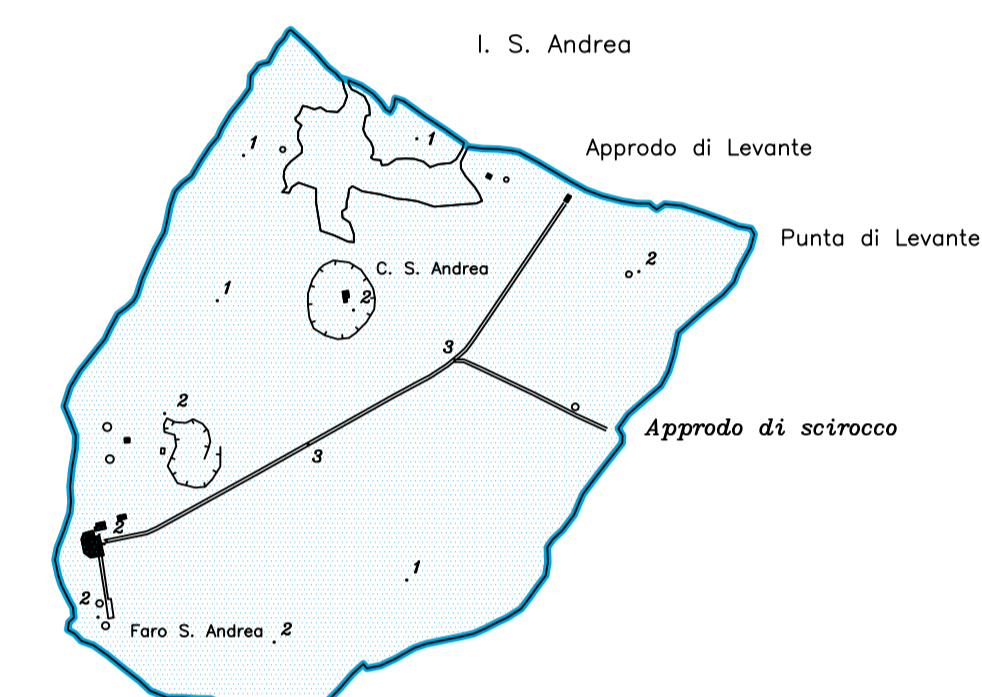 I. S. Andrea
1
1
Approdo di Levante
Punta di Levante
2
C. S. Andrea
1
2
3
2
Approdo di scirocco
3
2
1
2
Faro S. Andrea
2